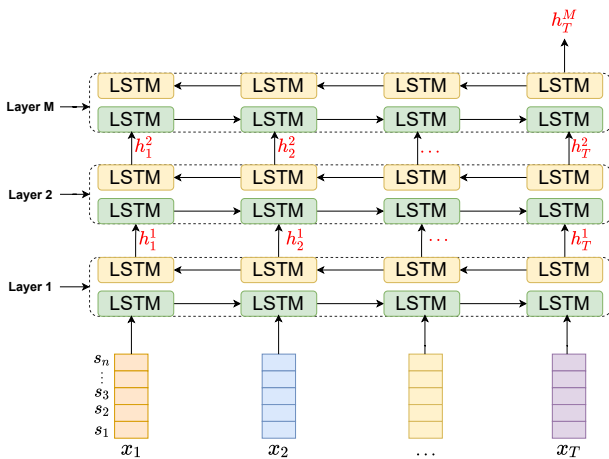 $h_T^M$
LSTM LSTM LSTM LSTM
Layer M
LSTM LSTM LSTM LSTM
$h_1^2$ $h_2^2$ ... $h_T^2$
LSTM LSTM LSTM LSTM
Layer 2
LSTM LSTM LSTM LSTM
$h_1^1$ $h_2^1$ ... $h_T^1$
LSTM LSTM LSTM LSTM
Layer 1
LSTM LSTM LSTM LSTM
$s_n$
⋮
$s_3$
$s_2$
$s_1$
$x_1$ $x_2$ ... $x_T$